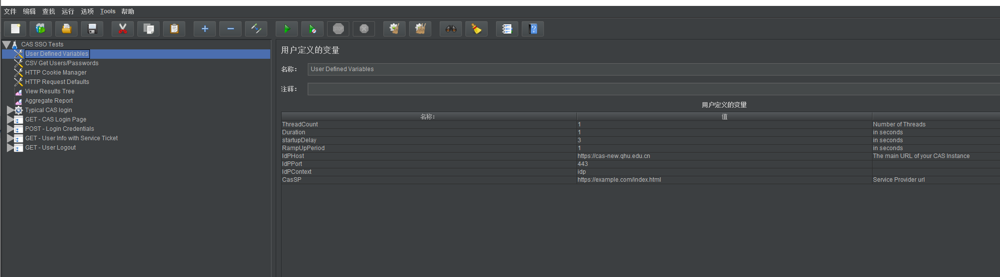 文件 编辑 查找 运行 选项 Tools 帮助
STOP
CAS SSO Tests
User Defined Variables
CSV Get Users/Passwords
HTTP Cookie Manager
HTTP Request Defaults
View Results Tree
Aggregate Report
Typical CAS login
GET - CAS Login Page
POST - Login Credentials
GET - User Info with Service Ticket
GET - User Logout
用户定义的变量
名称： User Defined Variables
注释：
用户定义的变量
名称： 值
ThreadCount 1 Number of Threads
Duration 1 in seconds
startupDelay 3 in seconds
RampUpPeriod 1 in seconds
IdPHost https://cas-new.qhu.edu.cn The main URL of your CAS Instance
IdPPort 443
IdPContext idp
CasSP https://example.com/index.html Service Provider url